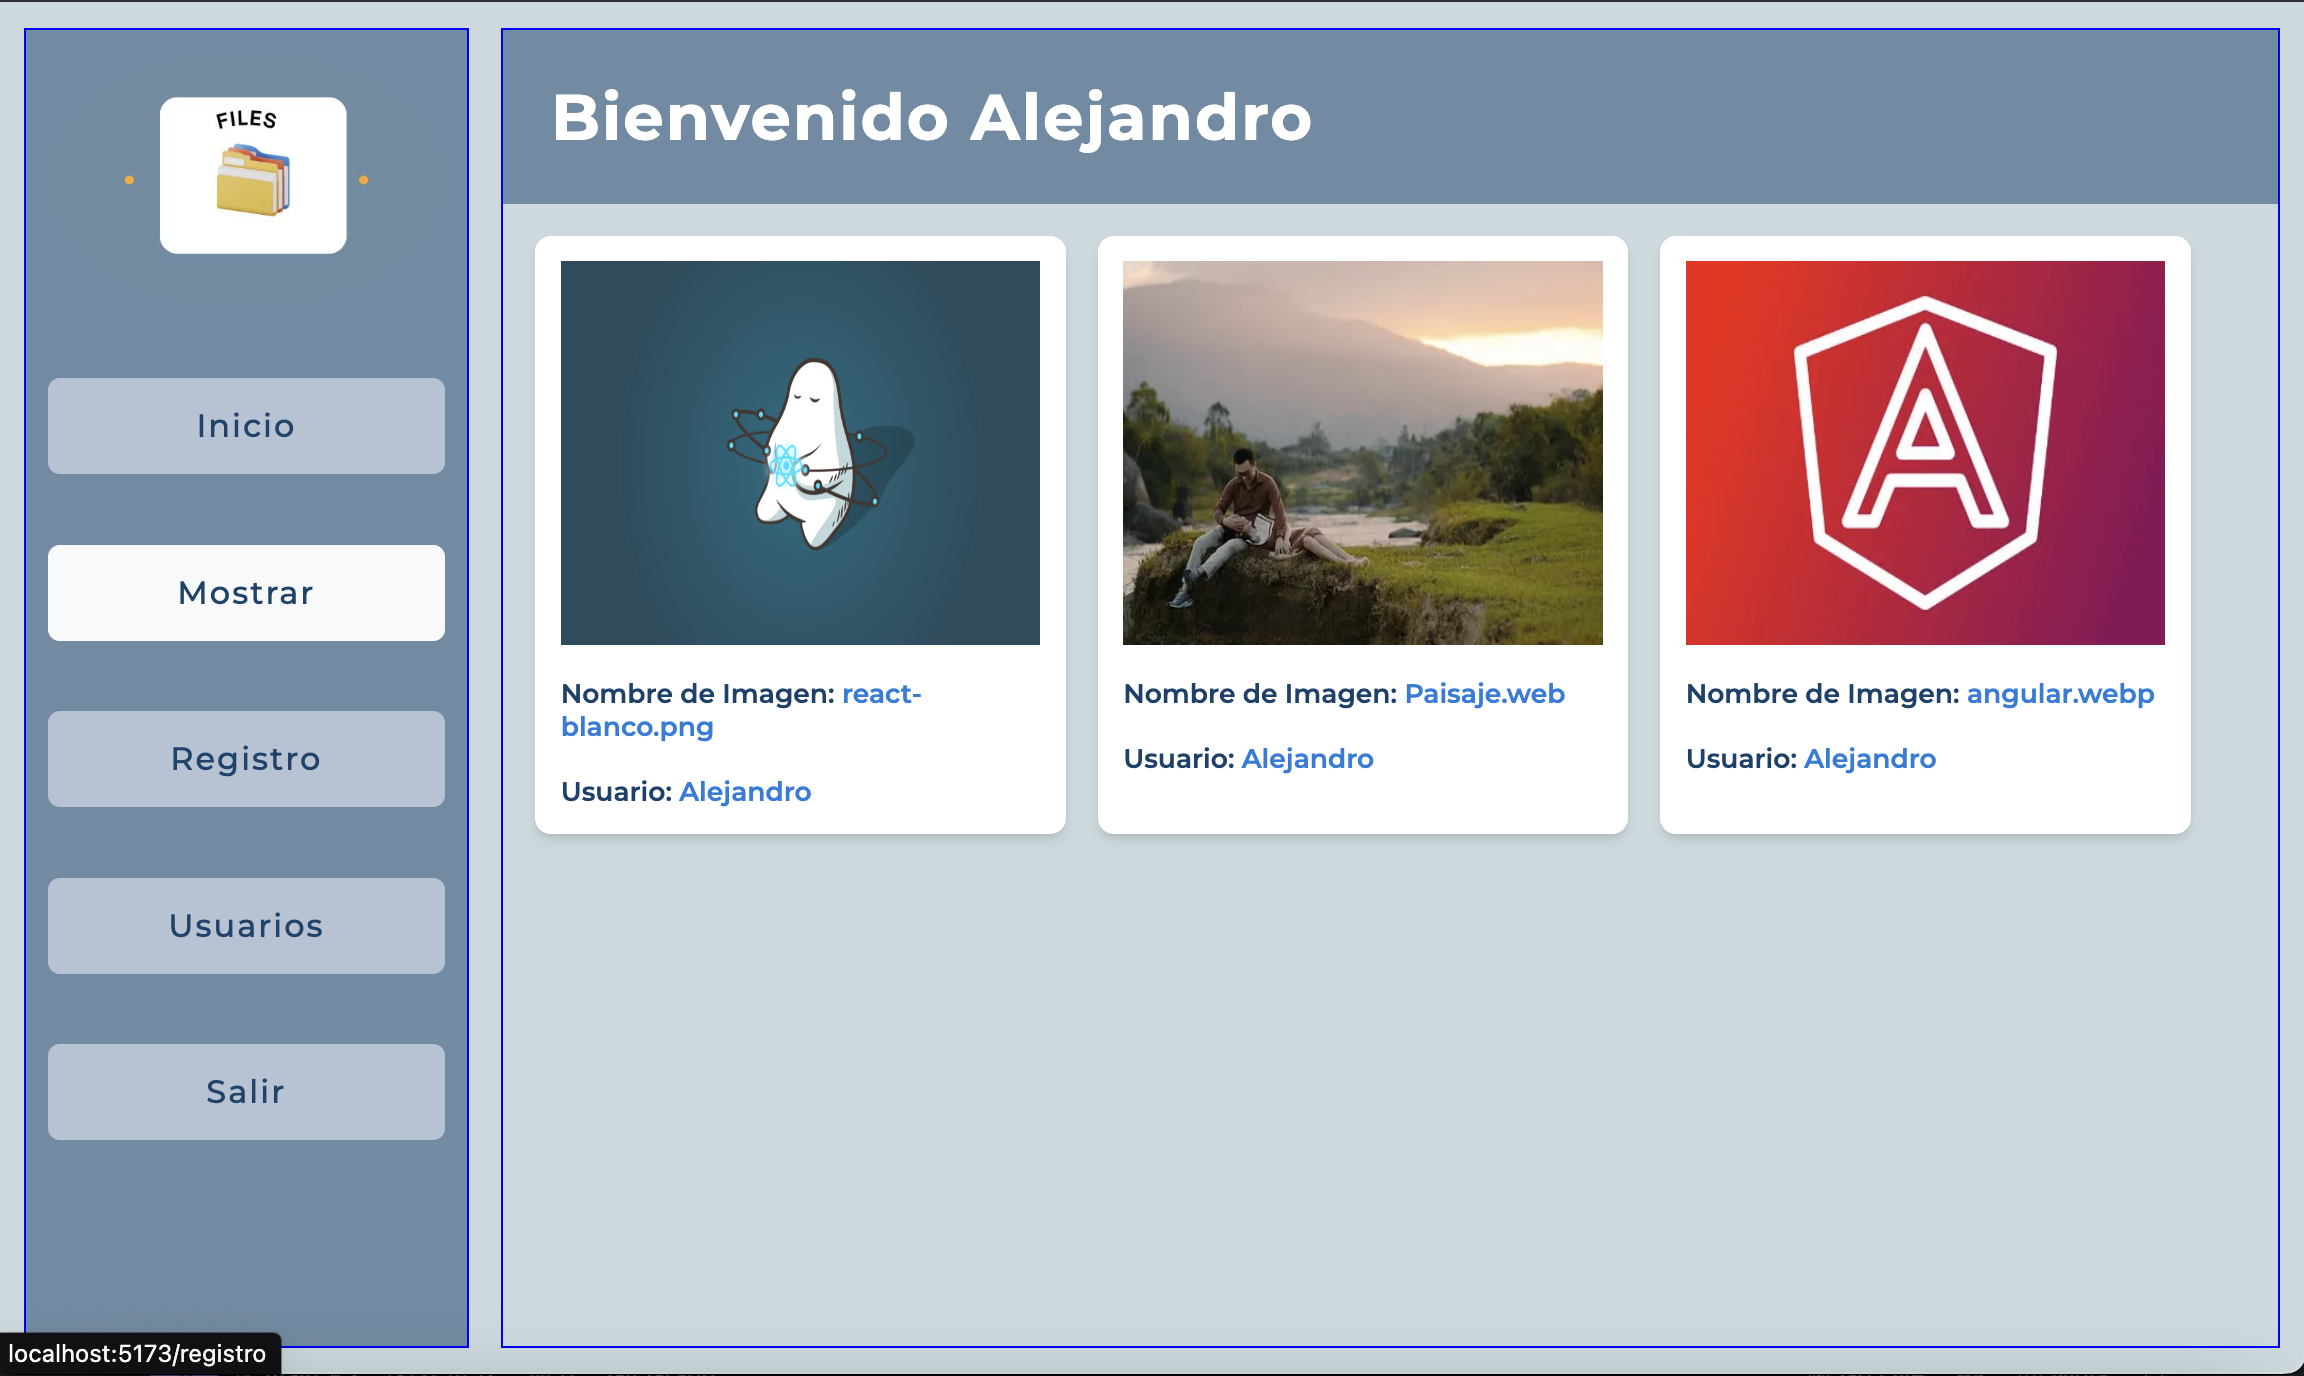 FILES
Inicio
Mostrar
Registro
Usuarios
Salir
Bienvenido Alejandro
Nombre de Imagen: react-
blanco.png
Usuario: Alejandro
Nombre de Imagen: Paisaje.web
Usuario: Alejandro
Nombre de Imagen: angular.webp
Usuario: Alejandro
localhost:5173/registro